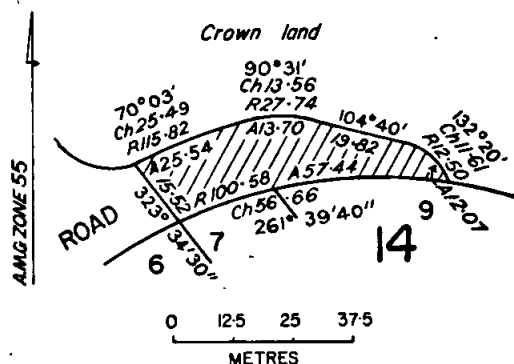 Crown land
90°31'
Ch13·56
R27·74
70°03'
Ch25·49
R115·82
A25·54
A13·70
104°40'
19·82
132°20'
Ch11·61
R12·50
A12·07
15·52
323° 34'30"
R100·58
A57·44
Ch56·66
261° 39'40"
ROAD
6
7
9
14
A.M.G ZONE 55
0 12·5 25 37·5
METRES